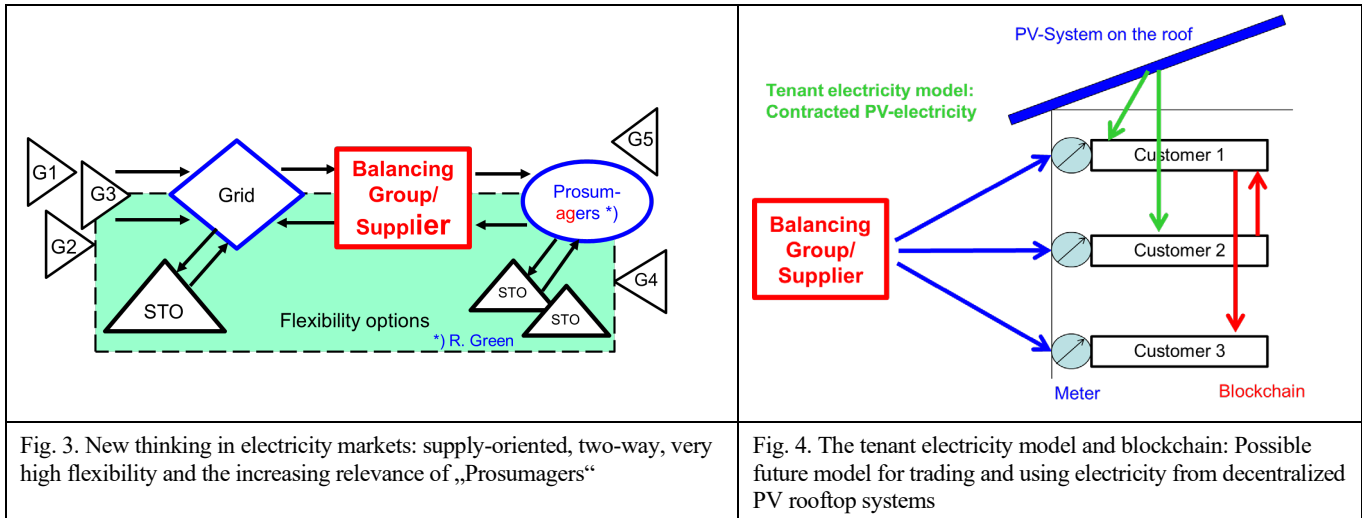 G1
G3
G2
Grid
STO
Balancing
Group/
Supplier
Prosum-
agers *)
G5
G4
STO
STO
Flexibility options
*) R. Green
Fig. 3. New thinking in electricity markets: supply-oriented, two-way, very
high flexibility and the increasing relevance of „Prosumagers“
PV-System on the roof
Tenant electricity model:
Contracted PV-electricity
Customer 1
Balancing
Group/
Supplier
Customer 2
Customer 3
Meter
Blockchain
Fig. 4. The tenant electricity model and blockchain: Possible
future model for trading and using electricity from decentralized
PV rooftop systems